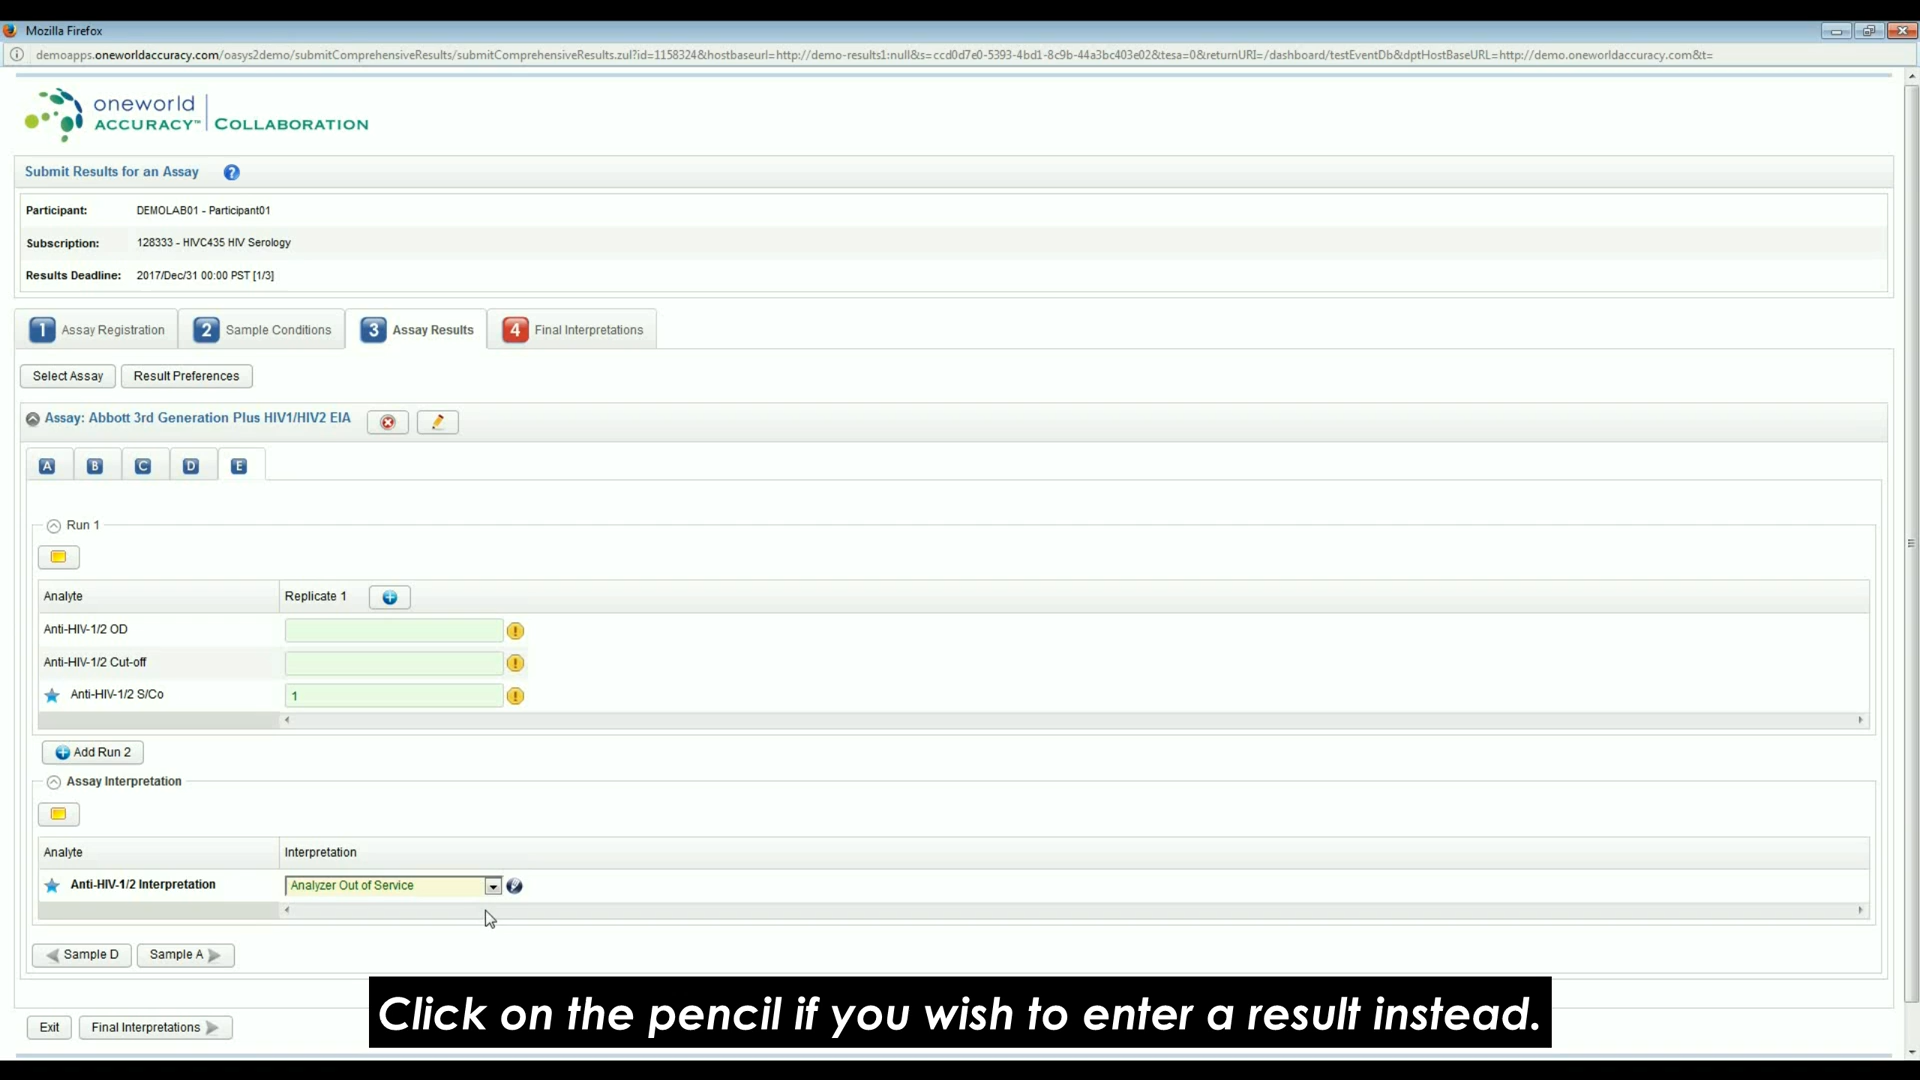 Mozilla Firefox
demoapps.oneworldaccuracy.com/oasys2demo/submitComprehensiveResults/submitComprehensiveResults.zul?id=1158324&hostbaseurl=http://demo-results1:null&s=ccd0d7e0-5393-4bd1-8c9b-44a3bc403e02&tesa=0&returnURI=/dashboard/testEventDb&dptHostBaseURL=http://demo.oneworldaccuracy.com&t=
oneworld
ACCURACY™ COLLABORATION
Submit Results for an Assay ?
Participant: DEMOLAB01 - Participant01
Subscription: 128333 - HIVC435 HIV Serology
Results Deadline: 2017/Dec/31 00:00 PST [1/3]
1 Assay Registration 2 Sample Conditions 3 Assay Results 4 Final Interpretations
Select Assay Result Preferences
Assay: Abbott 3rd Generation Plus HIV1/HIV2 EIA
A B C D E
Run 1
Analyte Replicate 1
Anti-HIV-1/2 OD
Anti-HIV-1/2 Cut-off
Anti-HIV-1/2 S/Co 1
Add Run 2
Assay Interpretation
Analyte Interpretation
Anti-HIV-1/2 Interpretation Analyzer Out of Service
Sample D Sample A
Click on the pencil if you wish to enter a result instead.
Exit Final Interpretations